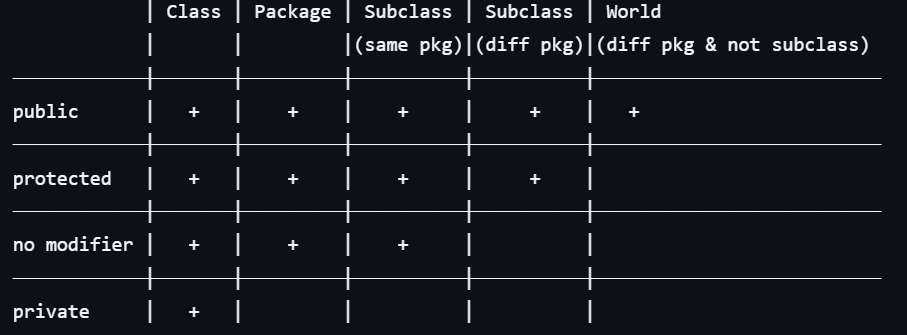 | Class | Package | Subclass | Subclass | World
| | |(same pkg)|(diff pkg)|(diff pkg & not subclass)
public | + | + | + | + | +
protected | + | + | + | + |
no modifier | + | + | + | |
private | + | | | |